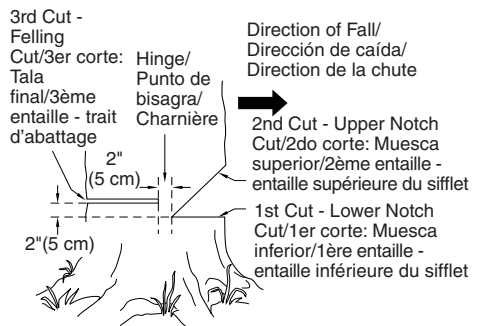 3rd Cut -
Felling
Cut/3er corte:
Tala
final/3ème
entaille - trait
d'abattage
Hinge/
Punto de
bisagra/
Charnière
Direction of Fall/
Dirección de caída/
Direction de la chute
2"
(5 cm)
2nd Cut - Upper Notch
Cut/2do corte: Muesca
superior/2ème entaille -
entaille supérieure du sifflet
2"(5 cm)
1st Cut - Lower Notch
Cut/1er corte: Muesca
inferior/1ère entaille -
entaille inférieure du sifflet